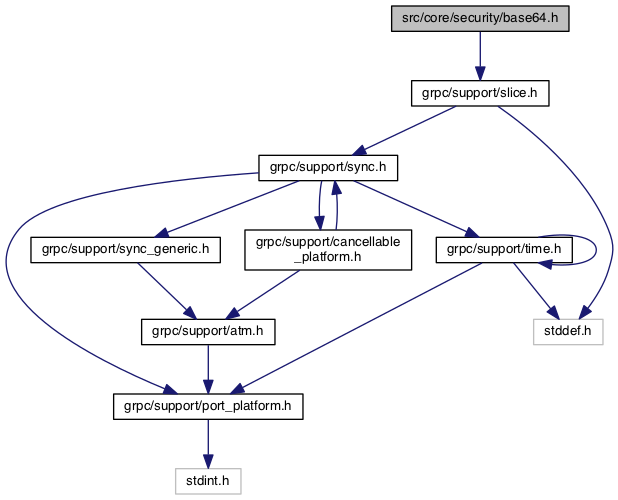 src/core/security/base64.h
grpc/support/slice.h
grpc/support/sync.h
grpc/support/sync_generic.h
grpc/support/cancellable
_platform.h
grpc/support/time.h
grpc/support/atm.h
stddef.h
grpc/support/port_platform.h
stdint.h